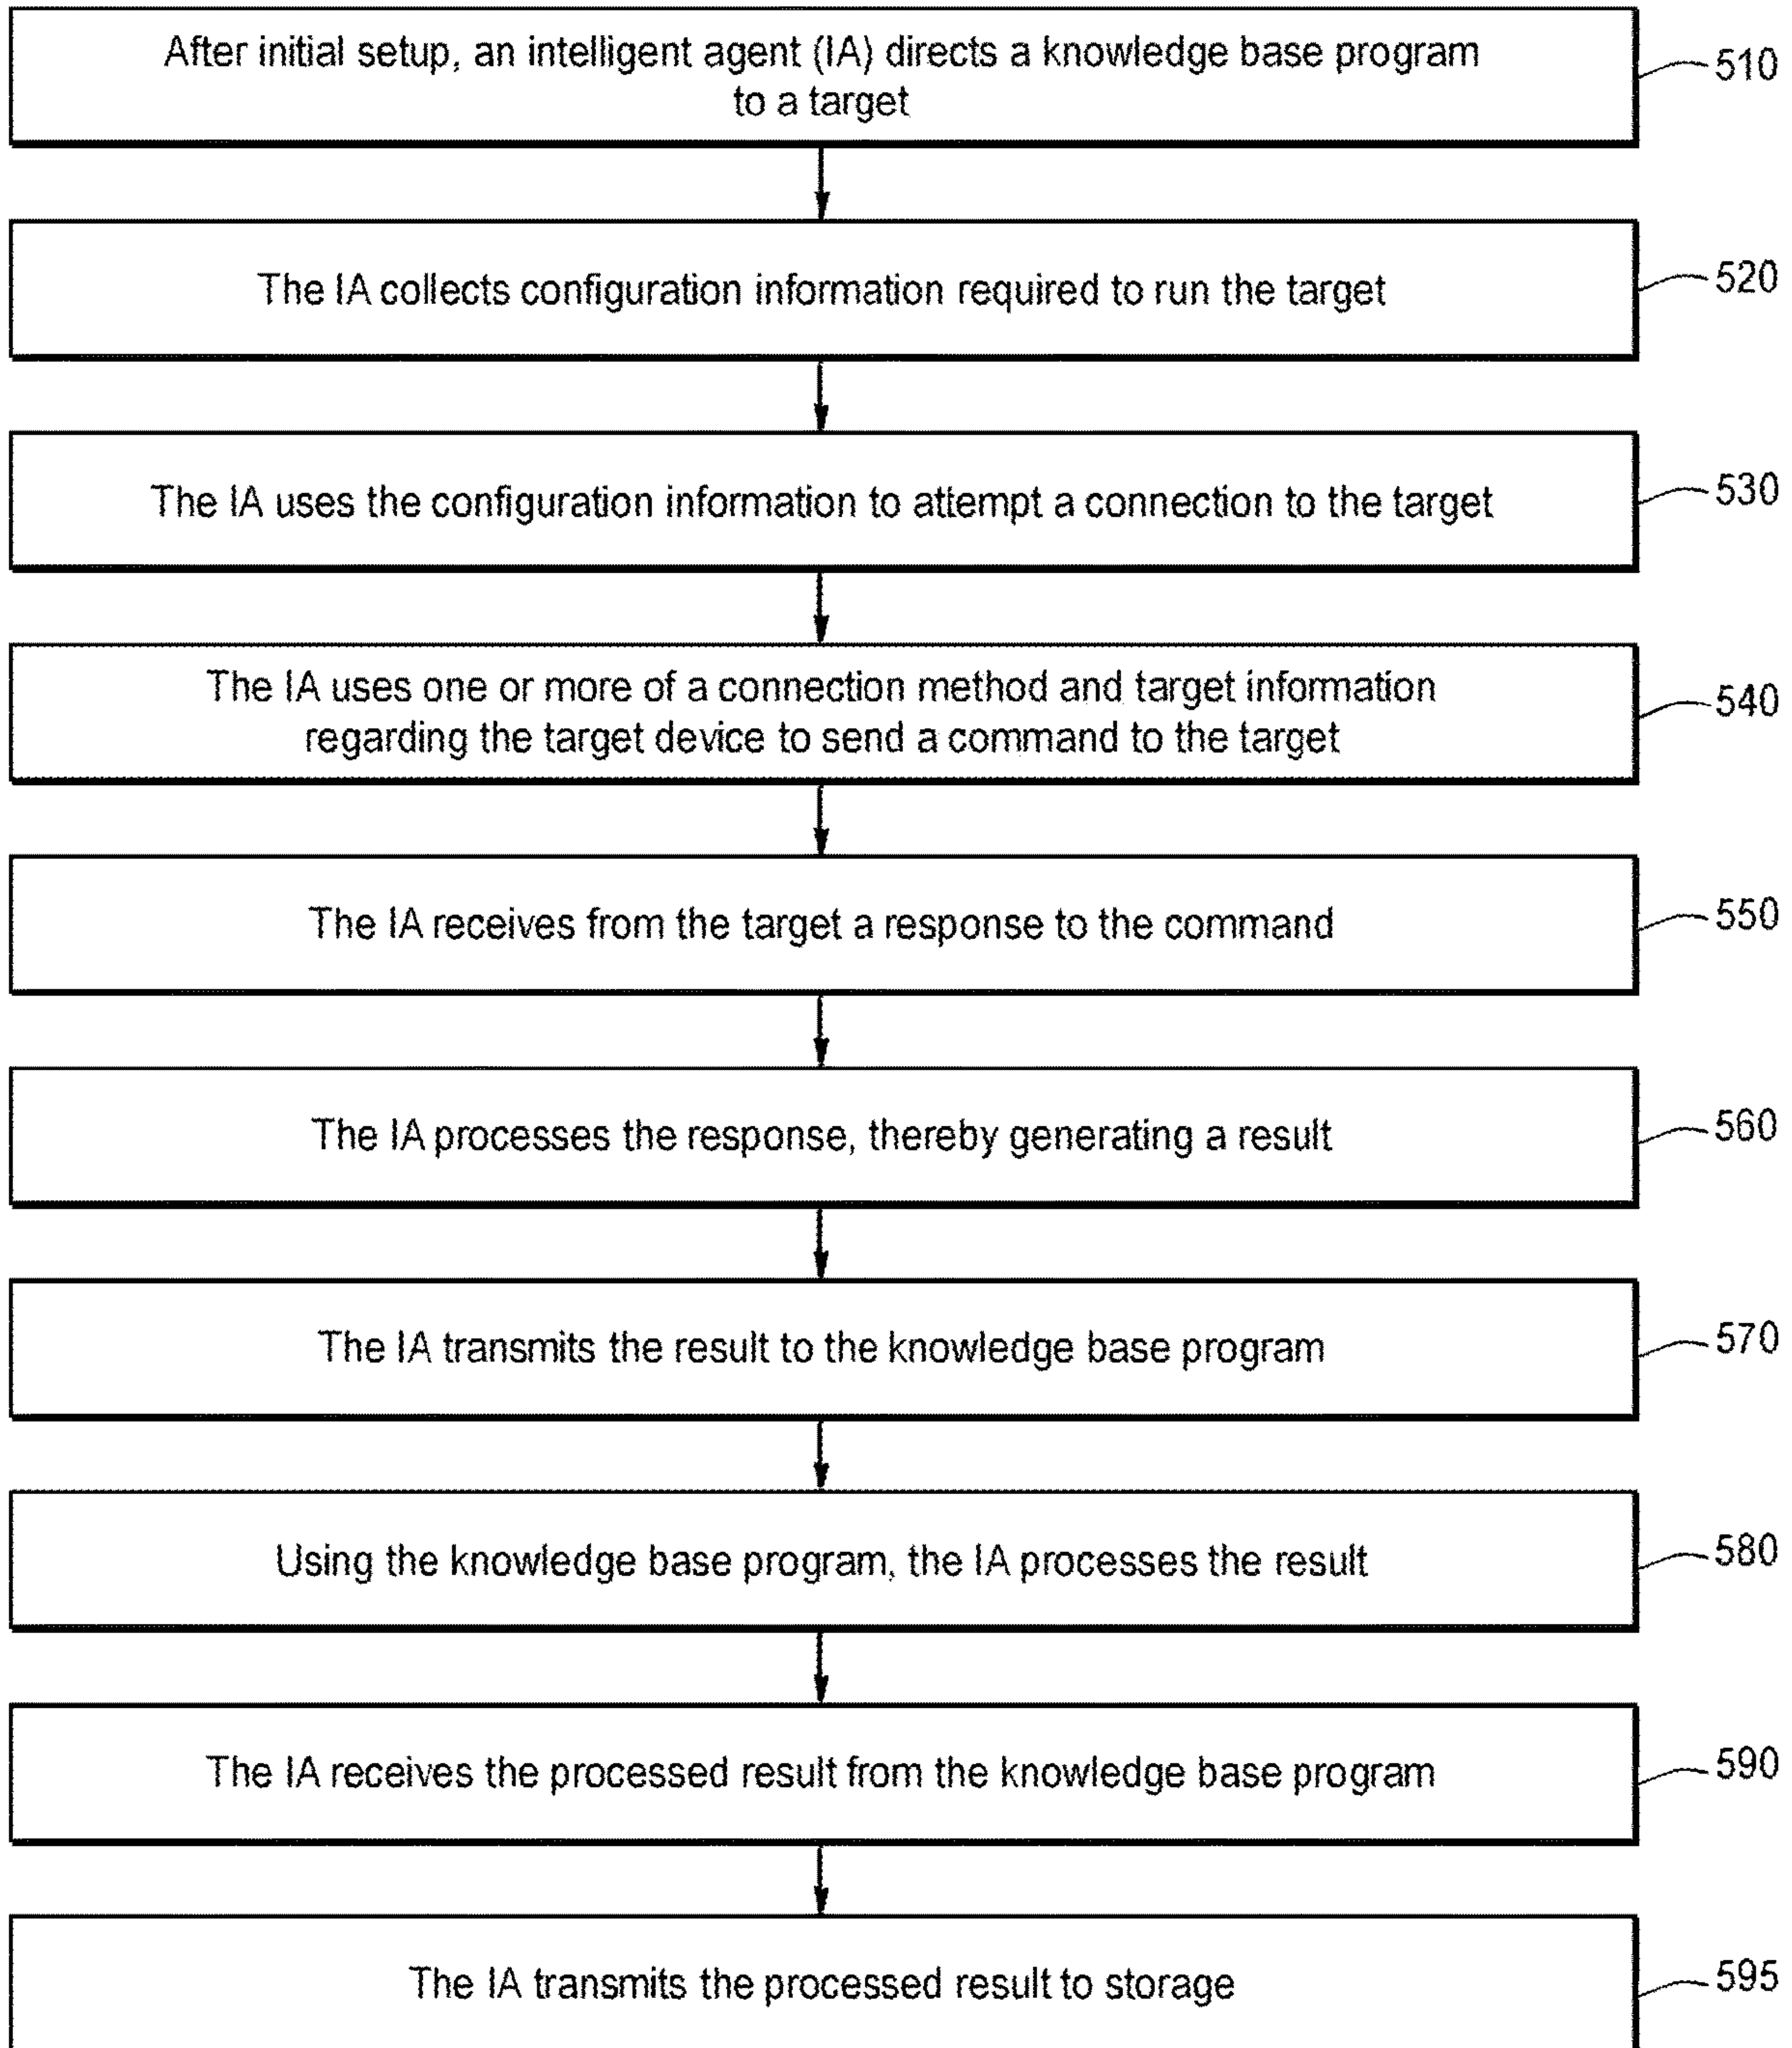 After initial setup, an intelligent agent (IA) directs a knowledge base program
to a target
510
The IA collects configuration information required to run the target
520
The IA uses the configuration information to attempt a connection to the target
530
The IA uses one or more of a connection method and target information
regarding the target device to send a command to the target
540
The IA receives from the target a response to the command
550
The IA processes the response, thereby generating a result
560
The IA transmits the result to the knowledge base program
570
Using the knowledge base program, the IA processes the result
580
The IA receives the processed result from the knowledge base program
590
The IA transmits the processed result to storage
595